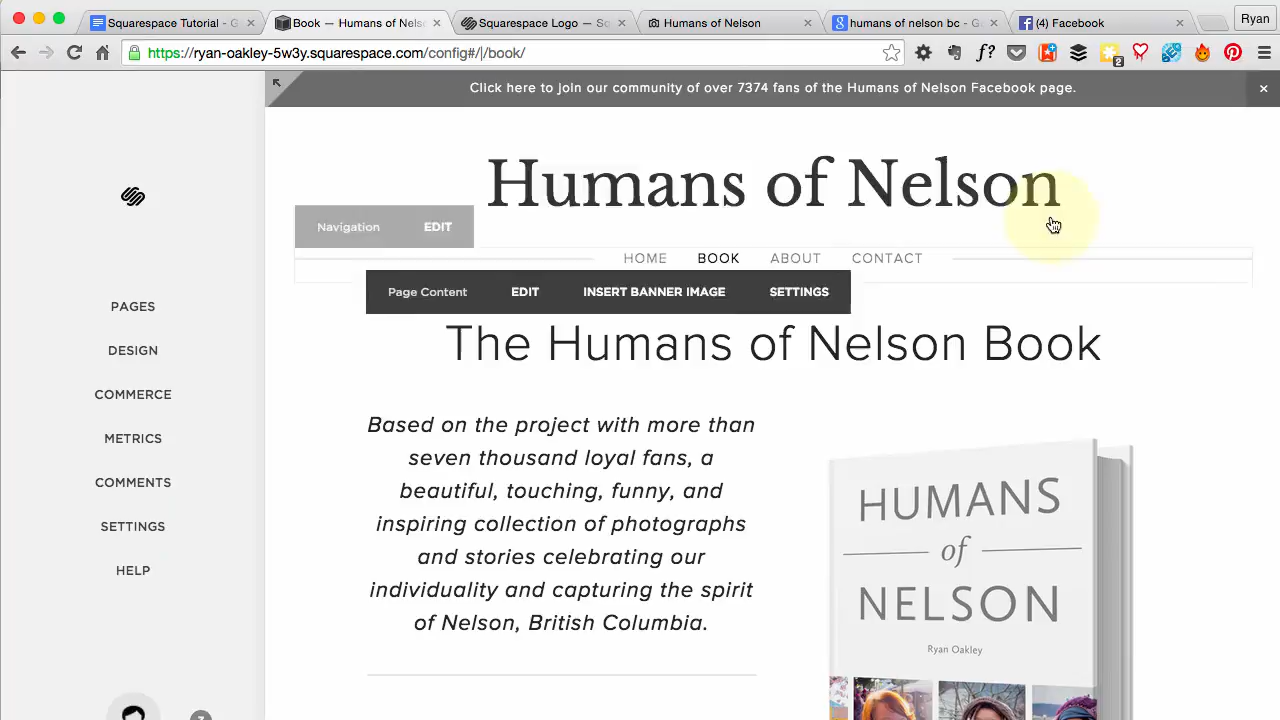 Squarespace Tutorial - G
Book — Humans of Nels
Squarespace Logo — So
Humans of Nelson
humans of nelson bc - G
(4) Facebook
Ryan
https://ryan-oakley-5w3y.squarespace.com/config#/|/book/
f?
2
Click here to join our community of over 7374 fans of the Humans of Nelson Facebook page.
Humans of Nelson
Navigation EDIT
HOME BOOK ABOUT CONTACT
Page Content EDIT INSERT BANNER IMAGE SETTINGS
PAGES
DESIGN
COMMERCE
METRICS
COMMENTS
SETTINGS
HELP
The Humans of Nelson Book
Based on the project with more than
seven thousand loyal fans, a
beautiful, touching, funny, and
inspiring collection of photographs
and stories celebrating our
individuality and capturing the spirit
of Nelson, British Columbia.
HUMANS
of
NELSON
Ryan Oakley